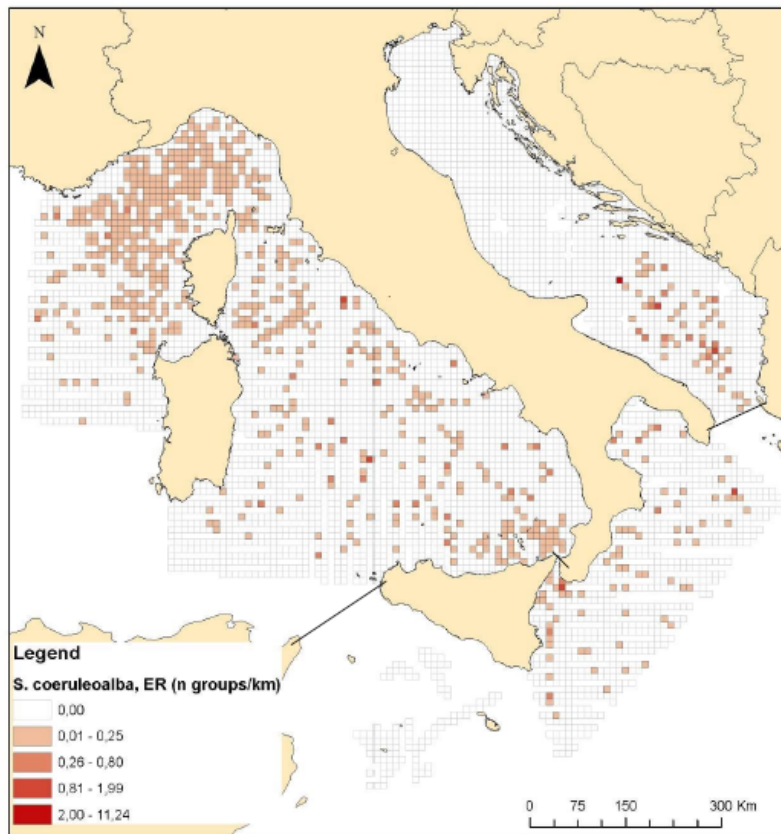 N
Legend
S. coeruleoalba, ER (n groups/km)
0,00
0,01 - 0,25
0,26 - 0,80
0,81 - 1,99
2,00 - 11,24
0 75 150 300 Km